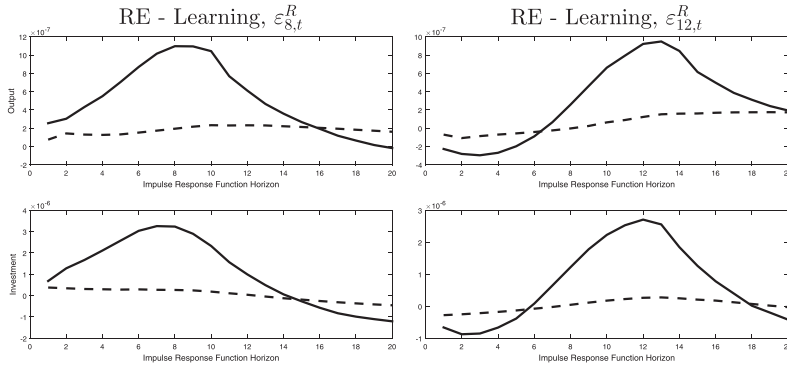 RE - Learning, ε^R_{8,t}
RE - Learning, ε^R_{12,t}
×10^-7
12
10
8
6
4
2
0
-2
Output
0 2 4 6 8 10 12 14 16 18 20
Impulse Response Function Horizon
×10^-7
10
8
6
4
2
0
-2
-4
0 2 4 6 8 10 12 14 16 18 20
Impulse Response Function Horizon
×10^-6
4
3
2
1
0
-1
-2
Investment
0 2 4 6 8 10 12 14 16 18 20
Impulse Response Function Horizon
×10^-6
3
2
1
0
-1
0 2 4 6 8 10 12 14 16 18 20
Impulse Response Function Horizon